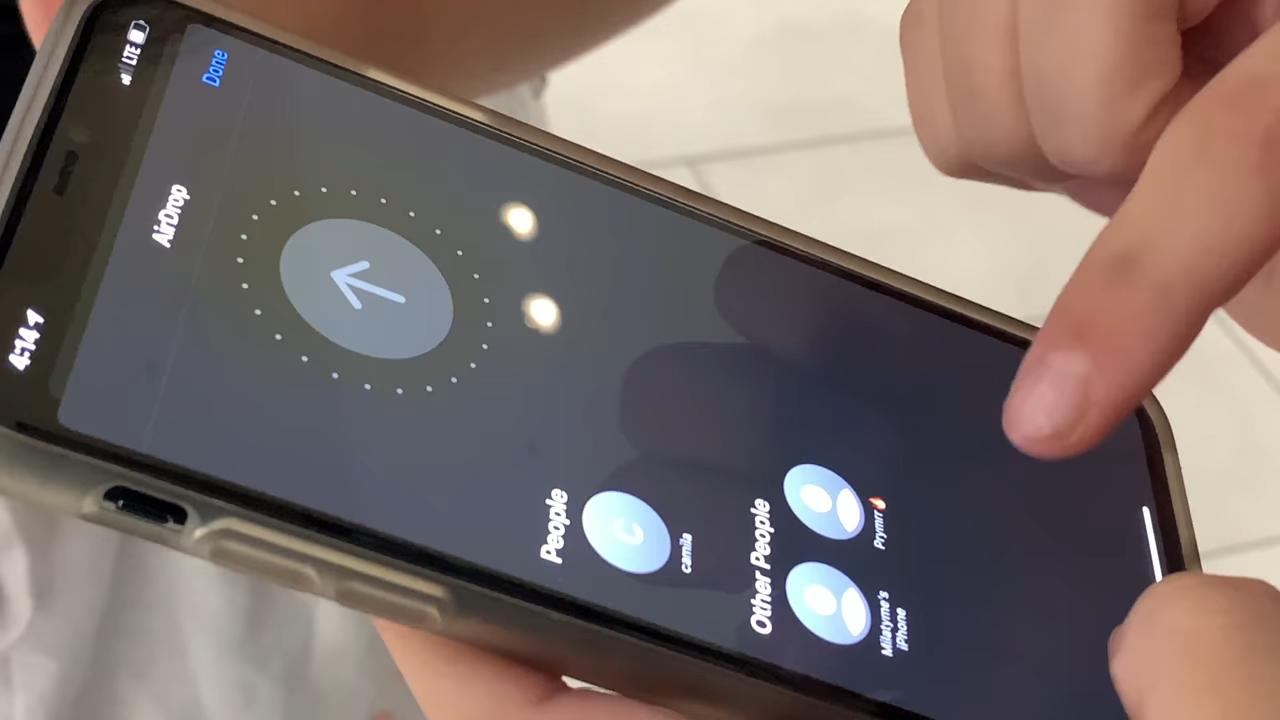 4:14
LTE
AirDrop
Done
People
C
camila
Other People
Milatyme's
iPhone
Prymrr🔥